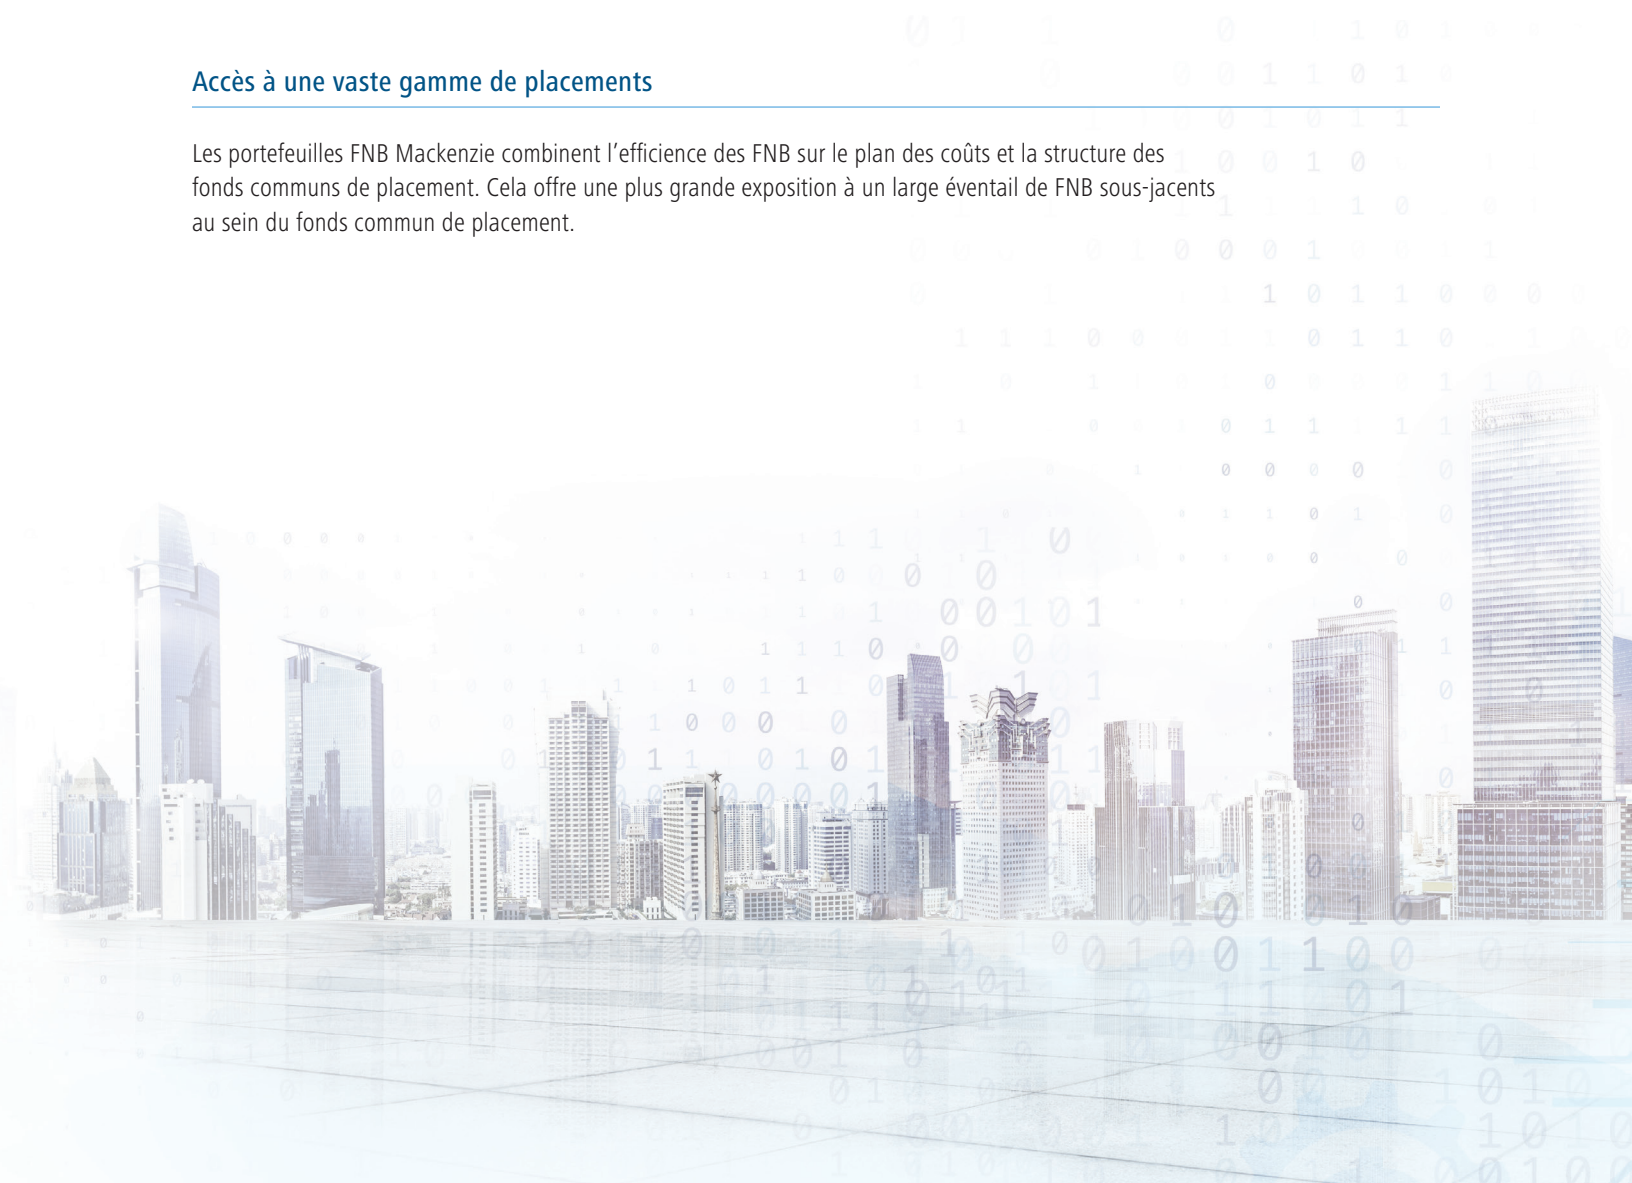 Accès à une vaste gamme de placements
Les portefeuilles FNB Mackenzie combinent l’efficience des FNB sur le plan des coûts et la structure des
fonds communs de placement. Cela offre une plus grande exposition à un large éventail de FNB sous-jacents
au sein du fonds commun de placement.